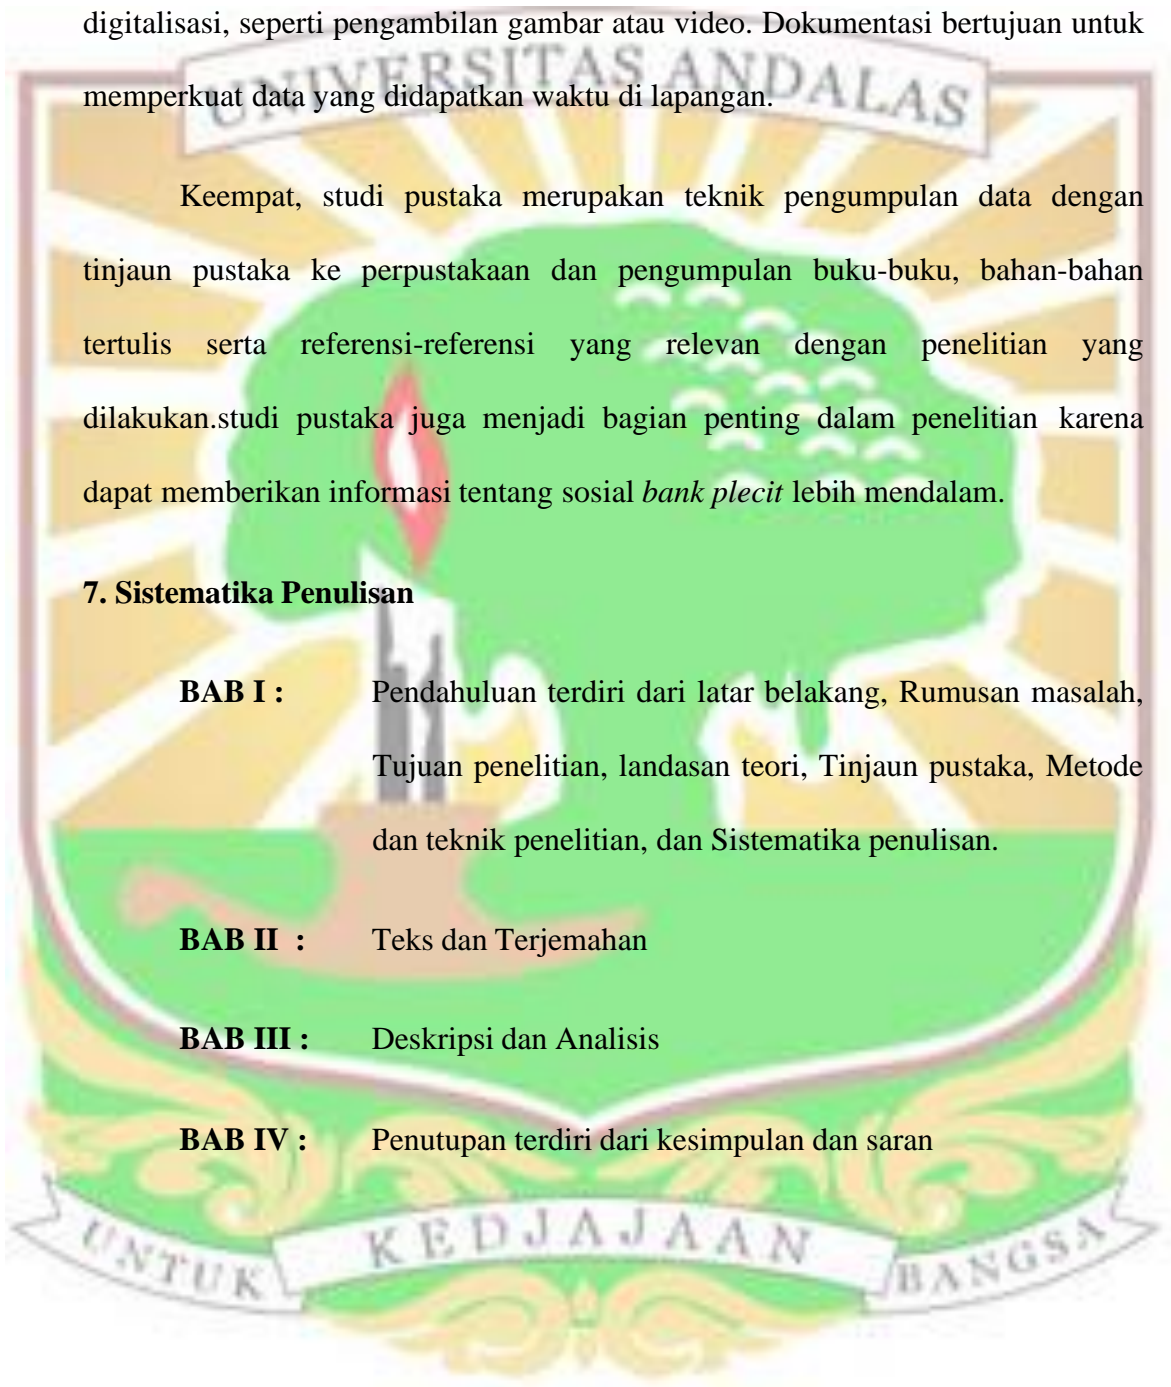 digitalisasi, seperti pengambilan gambar atau video. Dokumentasi bertujuan untuk
UNIVERSITAS ANDALAS
memperkuat data yang didapatkan waktu di lapangan.
Keempat, studi pustaka merupakan teknik pengumpulan data dengan
tinjaun pustaka ke perpustakaan dan pengumpulan buku-buku, bahan-bahan
tertulis serta referensi-referensi yang relevan dengan penelitian yang
dilakukan.studi pustaka juga menjadi bagian penting dalam penelitian karena
dapat memberikan informasi tentang sosial bank plecit lebih mendalam.
7. Sistematika Penulisan
BAB I : Pendahuluan terdiri dari latar belakang, Rumusan masalah,
Tujuan penelitian, landasan teori, Tinjaun pustaka, Metode
dan teknik penelitian, dan Sistematika penulisan.
BAB II : Teks dan Terjemahan
BAB III : Deskripsi dan Analisis
BAB IV : Penutupan terdiri dari kesimpulan dan saran
UNTUK KEDJAJAAN BANGSA